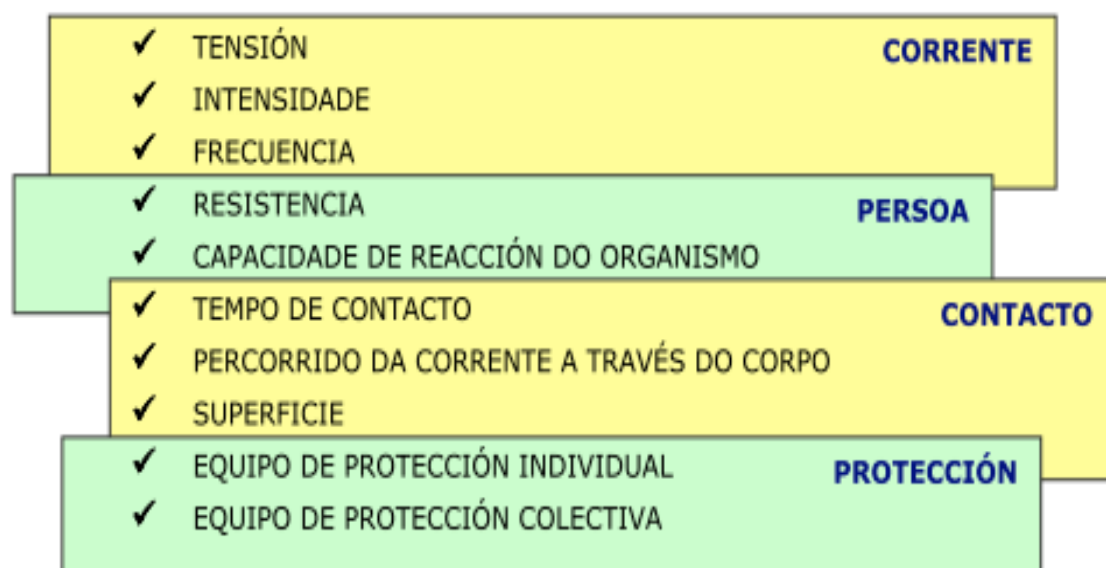 ✓ TENSIÓN CORRENTE
✓ INTENSIDADE
✓ FRECUENCIA
✓ RESISTENCIA PERSOA
✓ CAPACIDADE DE REACCIÓN DO ORGANISMO
✓ TEMPO DE CONTACTO CONTACTO
✓ PERCORRIDO DA CORRENTE A TRAVÉS DO CORPO
✓ SUPERFICIE
✓ EQUIPO DE PROTECCIÓN INDIVIDUAL PROTECCIÓN
✓ EQUIPO DE PROTECCIÓN COLECTIVA